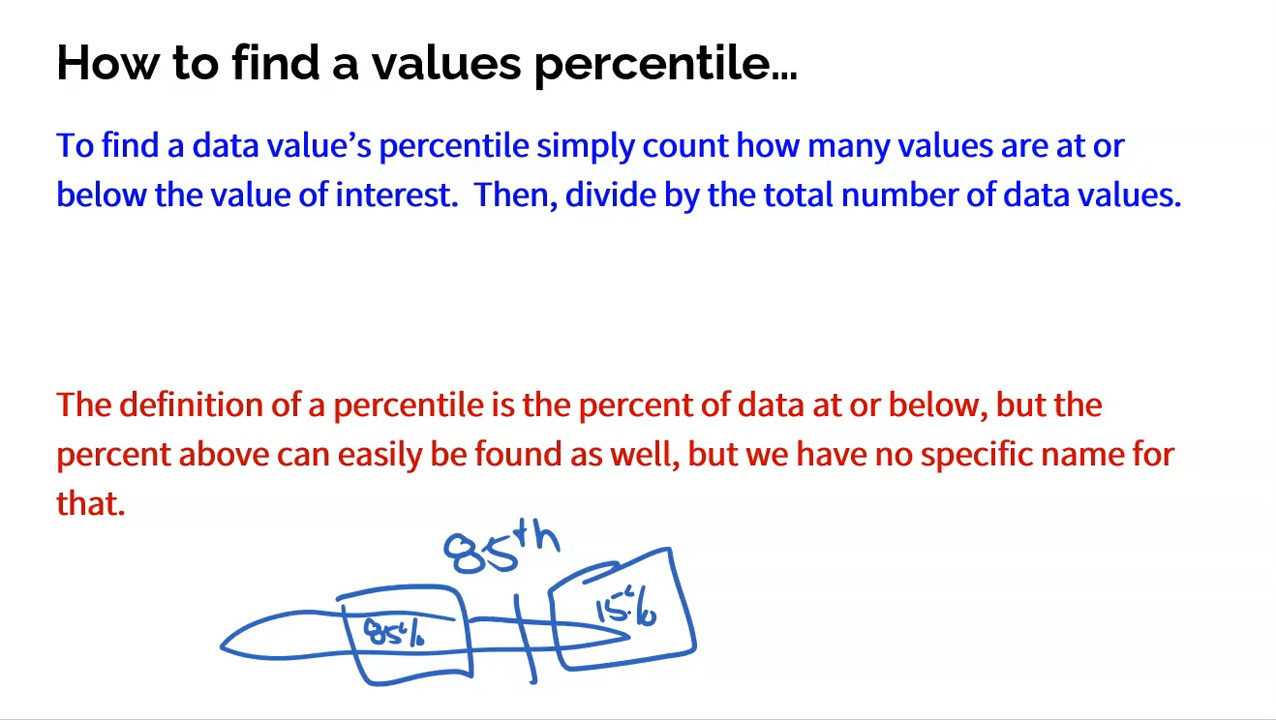 How to find a values percentile...
To find a data value's percentile simply count how many values are at or
below the value of interest.  Then, divide by the total number of data values.
The definition of a percentile is the percent of data at or below, but the
percent above can easily be found as well, but we have no specific name for
that.
85th
85% 15%